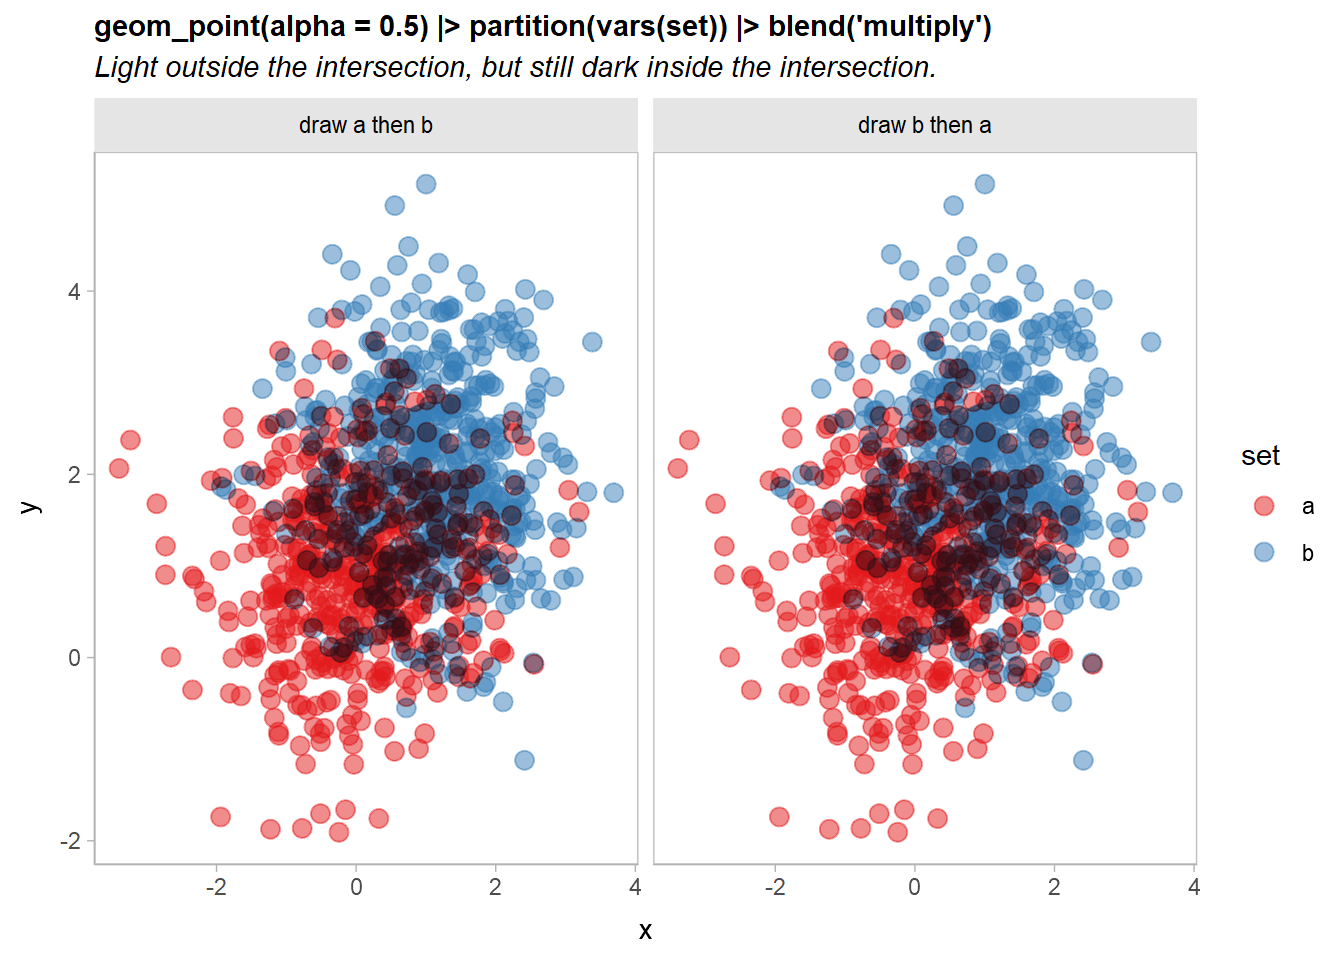 geom_point(alpha = 0.5) |> partition(vars(set)) |> blend('multiply')
Light outside the intersection, but still dark inside the intersection.
draw a then b
draw b then a
4
2
0
-2
y
-2
0
2
4
-2
0
2
4
x
set
a
b